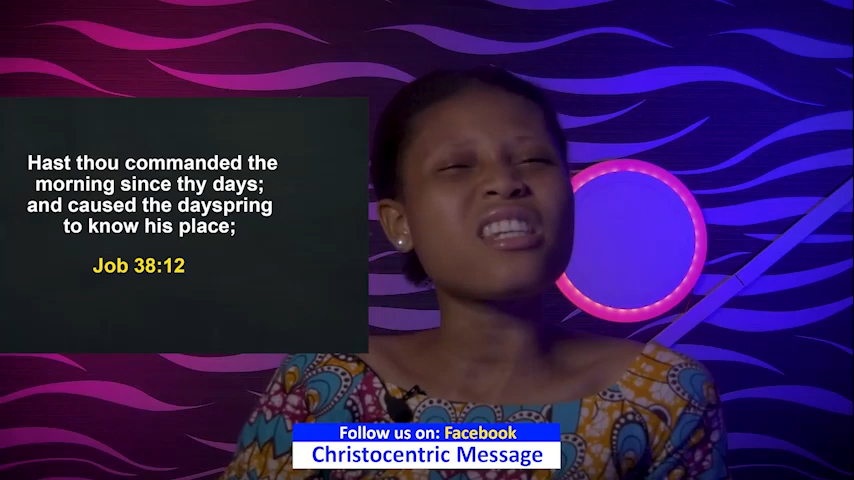 Hast thou commanded the
morning since thy days;
and caused the dayspring
to know his place;
Job 38:12
Follow us on: Facebook
Christocentric Message